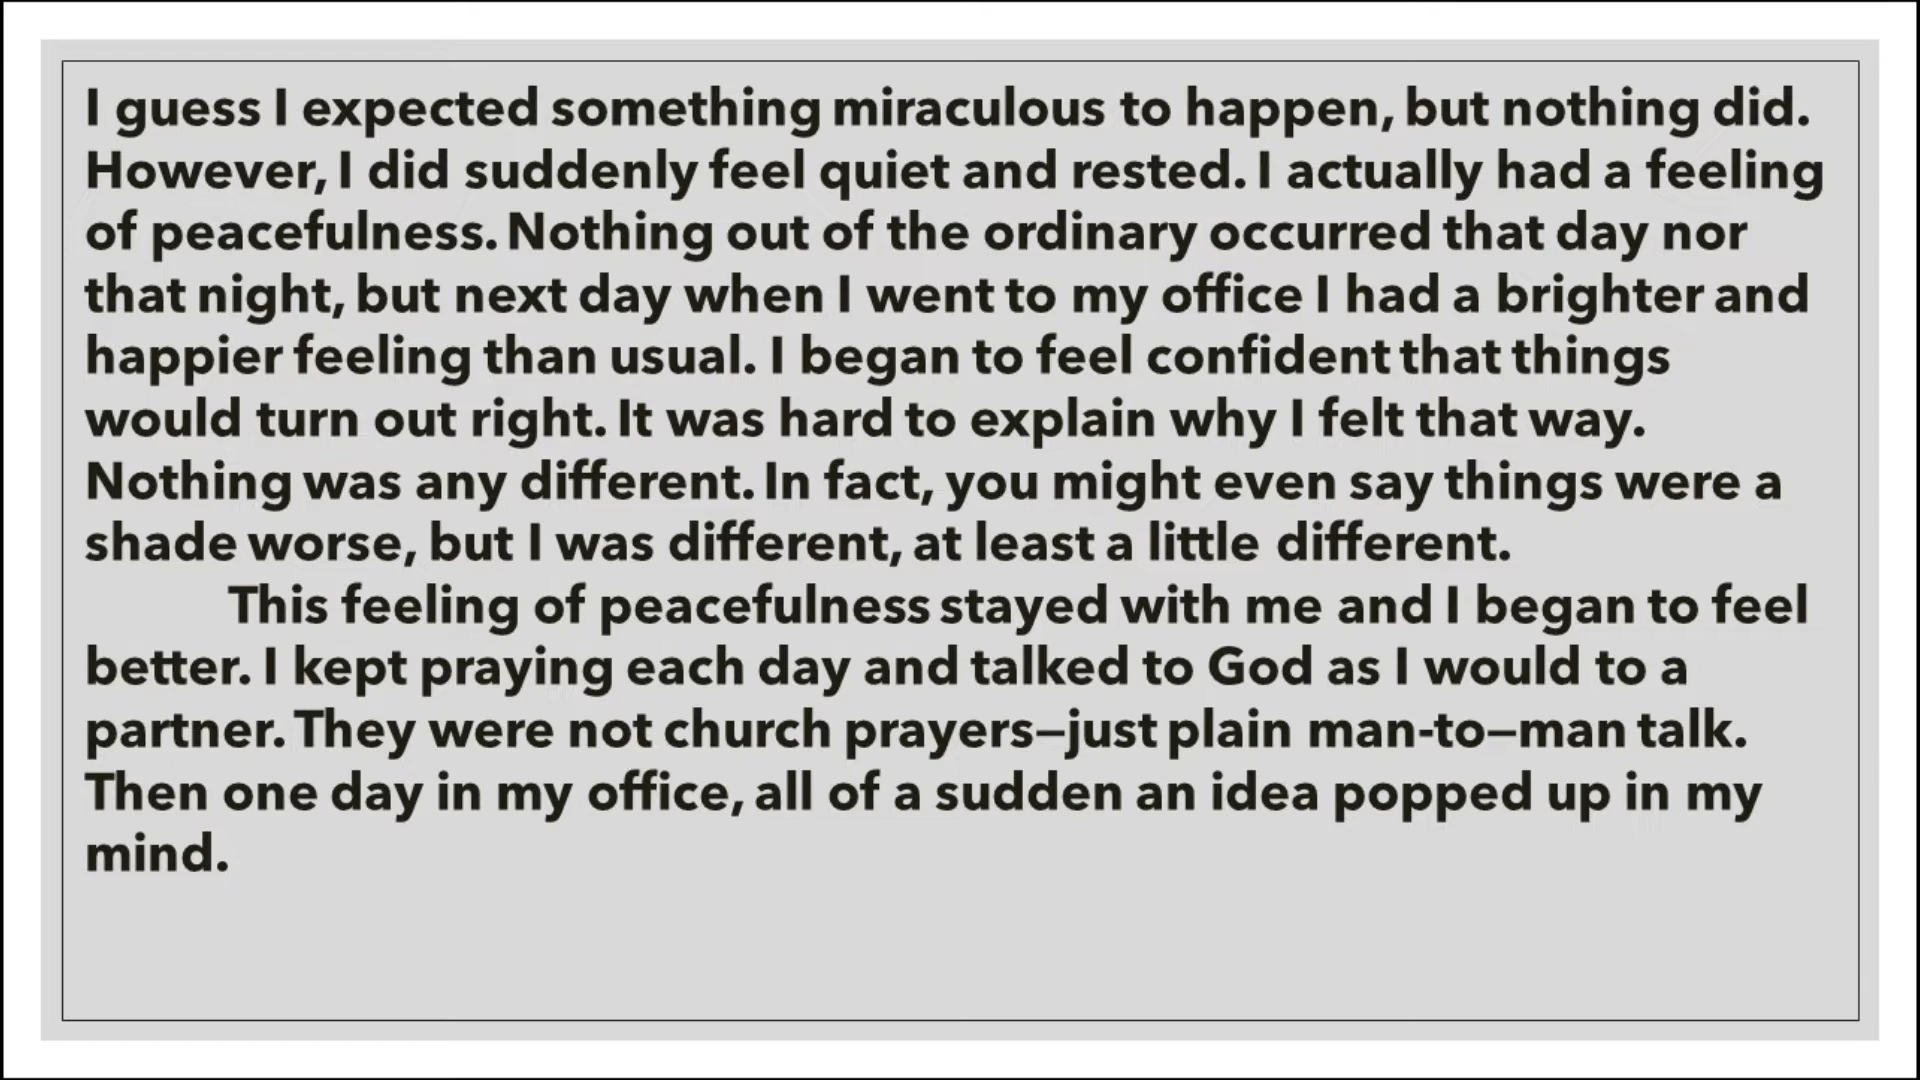 I guess I expected something miraculous to happen, but nothing did.
However, I did suddenly feel quiet and rested. I actually had a feeling
of peacefulness. Nothing out of the ordinary occurred that day nor
that night, but next day when I went to my office I had a brighter and
happier feeling than usual. I began to feel confident that things
would turn out right. It was hard to explain why I felt that way.
Nothing was any different. In fact, you might even say things were a
shade worse, but I was different, at least a little different.
This feeling of peacefulness stayed with me and I began to feel
better. I kept praying each day and talked to God as I would to a
partner. They were not church prayers—just plain man-to—man talk.
Then one day in my office, all of a sudden an idea popped up in my
mind.